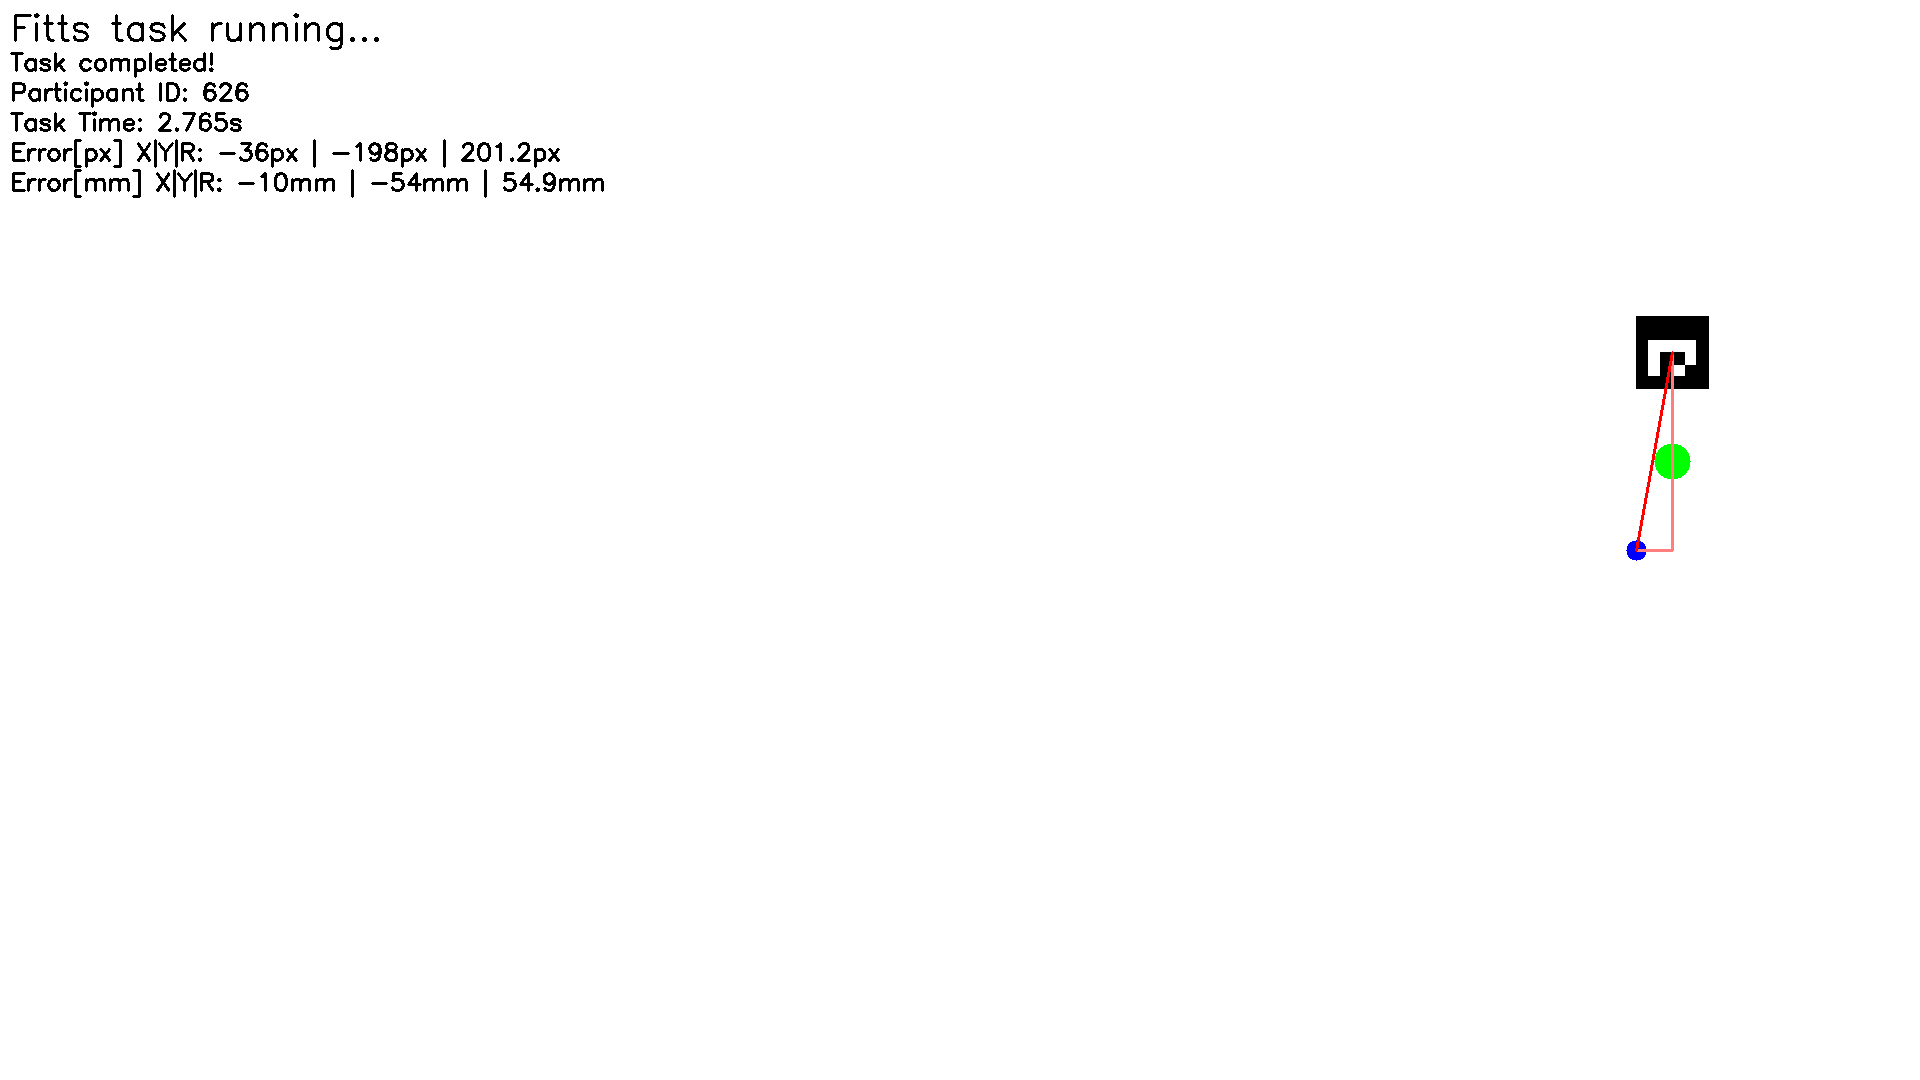 Fitts task running...
Task completed!
Participant ID: 626
Task Time: 2.765s
Error[px] X|Y|R: -36px | -198px | 201.2px
Error[mm] X|Y|R: -10mm | -54mm | 54.9mm